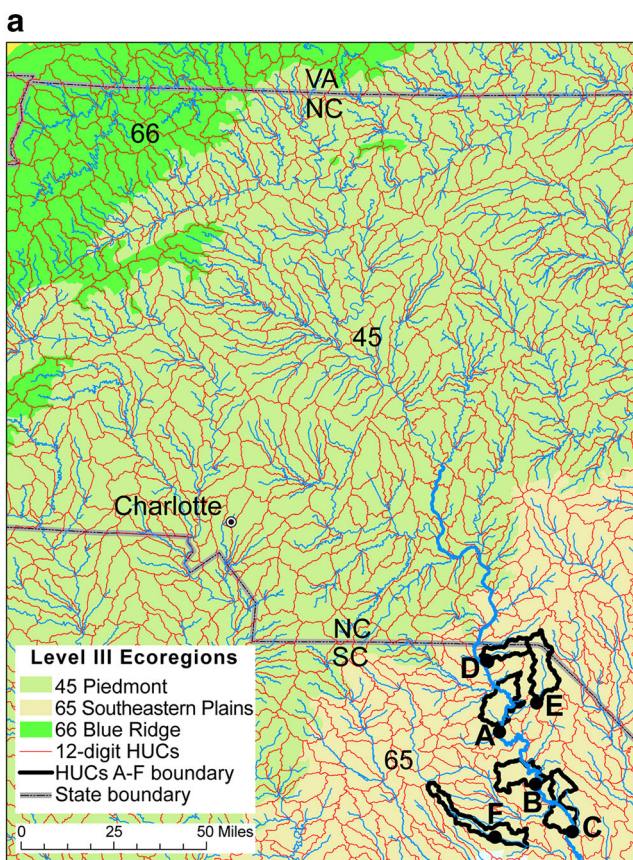 a
VA
NC
66
45
Charlotte
NC
SC
D
E
A
65
B
F
C
Level III Ecoregions
45 Piedmont
65 Southeastern Plains
66 Blue Ridge
12-digit HUCs
HUCs A-F boundary
State boundary
0 25 50 Miles